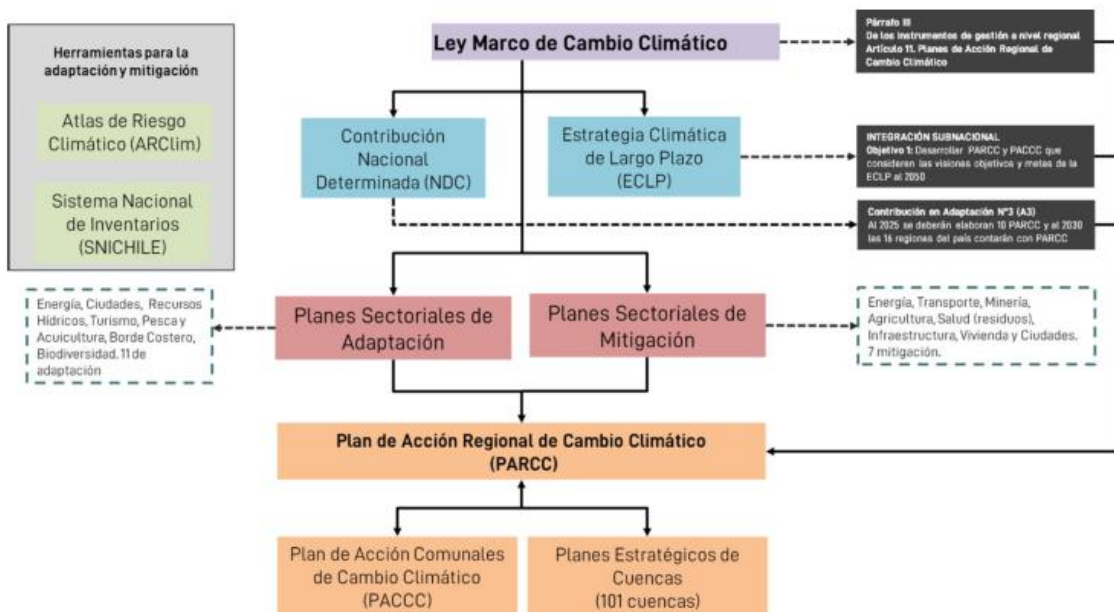 Herramientas para la
adaptación y mitigación
Atlas de Riesgo
Climático (ARClim)
Sistema Nacional
de Inventarios
(SNICHILE)
Ley Marco de Cambio Climático
Párrafo III
De los instrumentos de gestión a nivel regional
Artículo 11. Planes de Acción Regional de
Cambio Climático
Contribución
Nacional
Determinada (NDC)
Estrategia Climática
de Largo Plazo
(ECLP)
INTEGRACIÓN SUBNACIONAL
Objetivo 1: Desarrollar PARCC y PACCC que
consideren las visiones objetivos y metas de la
ECLP al 2050
Contribución en Adaptación N°3 (A3)
Al 2025 se deberán elaboran 10 PARCC y al 2030
las 16 regiones del país contarán con PARCC
Energía, Ciudades, Recursos
Hídricos, Turismo, Pesca y
Acuicultura, Borde Costero,
Biodiversidad. 11 de
adaptación
Planes Sectoriales de
Adaptación
Planes Sectoriales de
Mitigación
Energía, Transporte, Minería,
Agricultura, Salud (residuos),
Infraestructura, Vivienda y Ciudades.
7 mitigación.
Plan de Acción Regional de Cambio Climático
(PARCC)
Plan de Acción Comunales
de Cambio Climático
(PACCC)
Planes Estratégicos de
Cuencas
(101 cuencas)